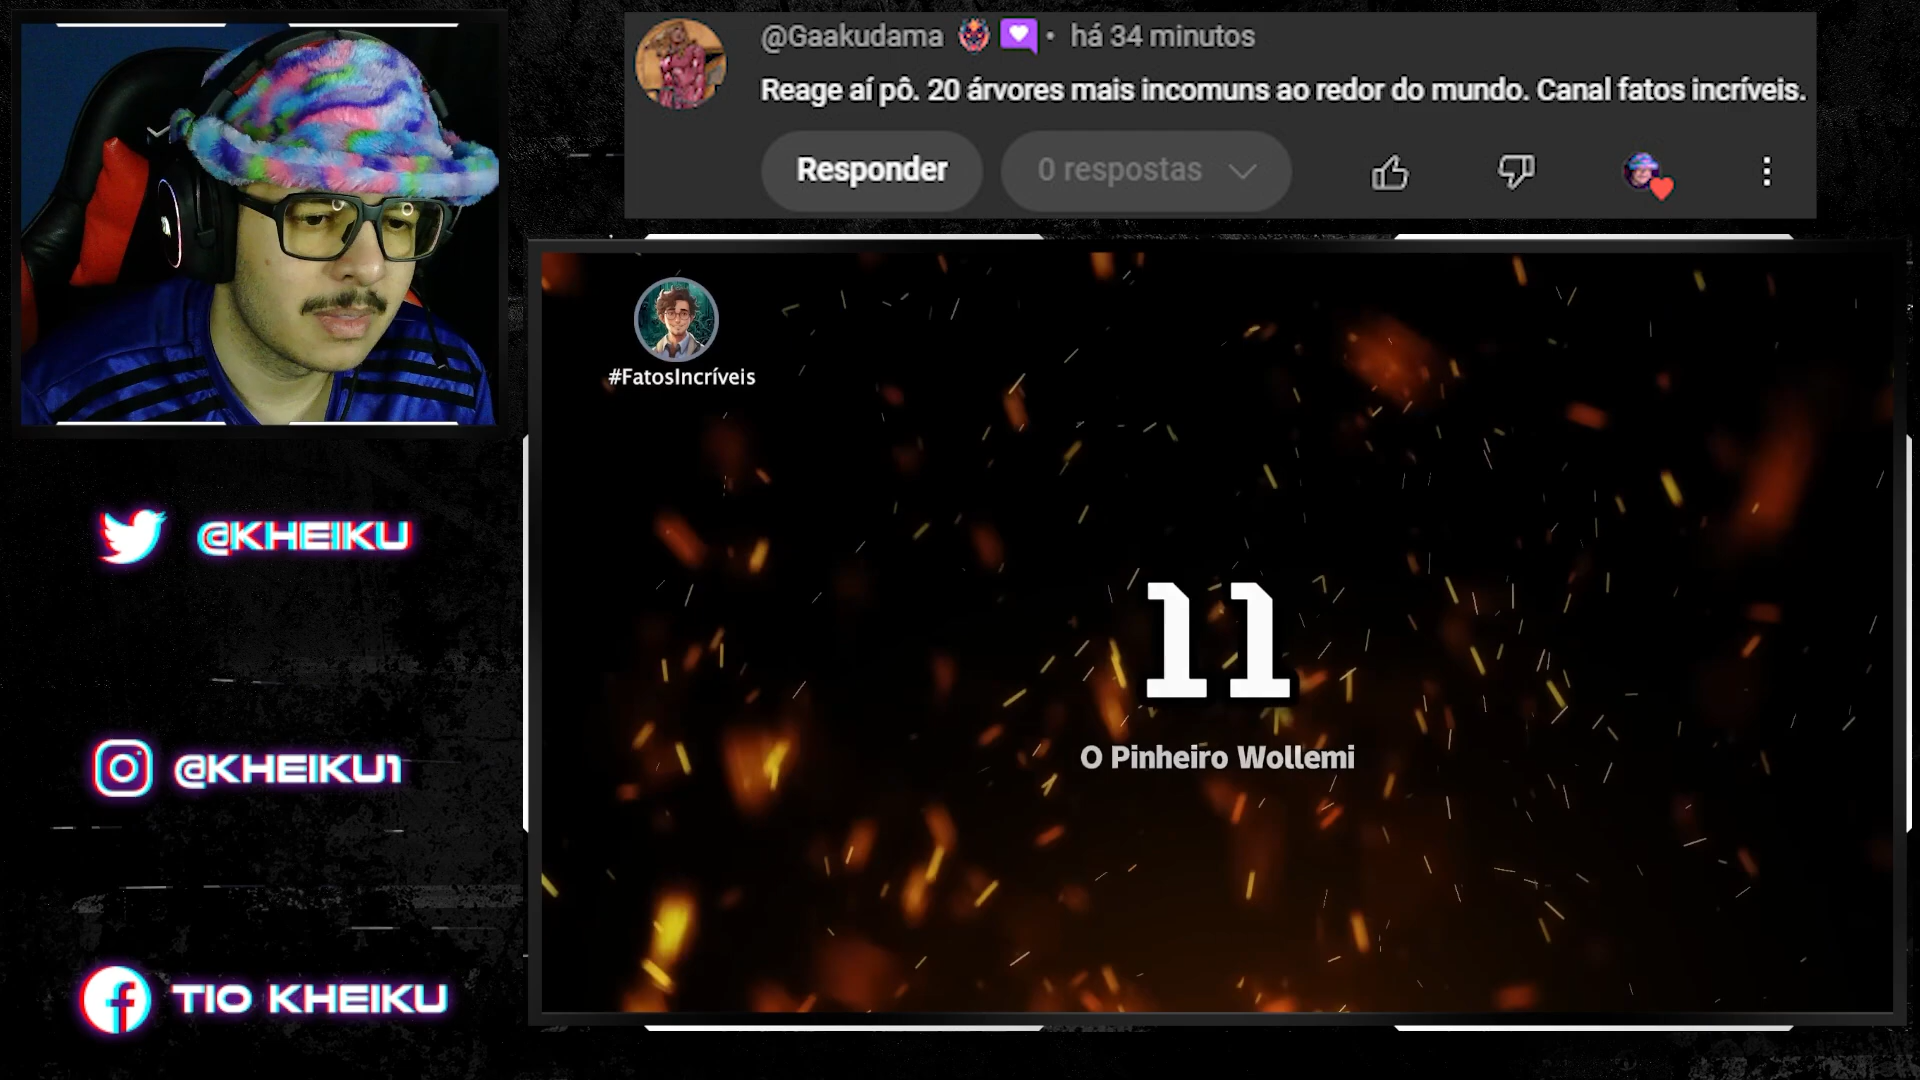 @Gaakudama • há 34 minutos
Reage aí pô. 20 árvores mais incomuns ao redor do mundo. Canal fatos incríveis.
Responder
0 respostas
#FatosIncríveis
11
O Pinheiro Wollemi
@KHEIKU
@KHEIKU1
TIO KHEIKU